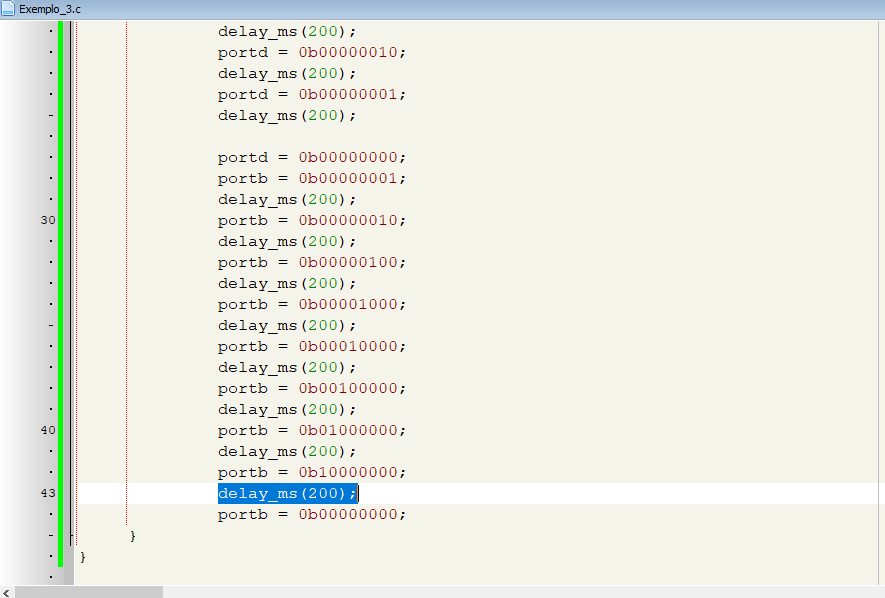 Exemplo_3.c
delay_ms(200);
portd = 0b00000010;
delay_ms(200);
portd = 0b00000001;
delay_ms(200);
portd = 0b00000000;
portb = 0b00000001;
delay_ms(200);
30 portb = 0b00000010;
delay_ms(200);
portb = 0b00000100;
delay_ms(200);
portb = 0b00001000;
delay_ms(200);
portb = 0b00010000;
delay_ms(200);
portb = 0b00100000;
delay_ms(200);
40 portb = 0b01000000;
delay_ms(200);
portb = 0b10000000;
43 delay_ms(200);
portb = 0b00000000;
}
}